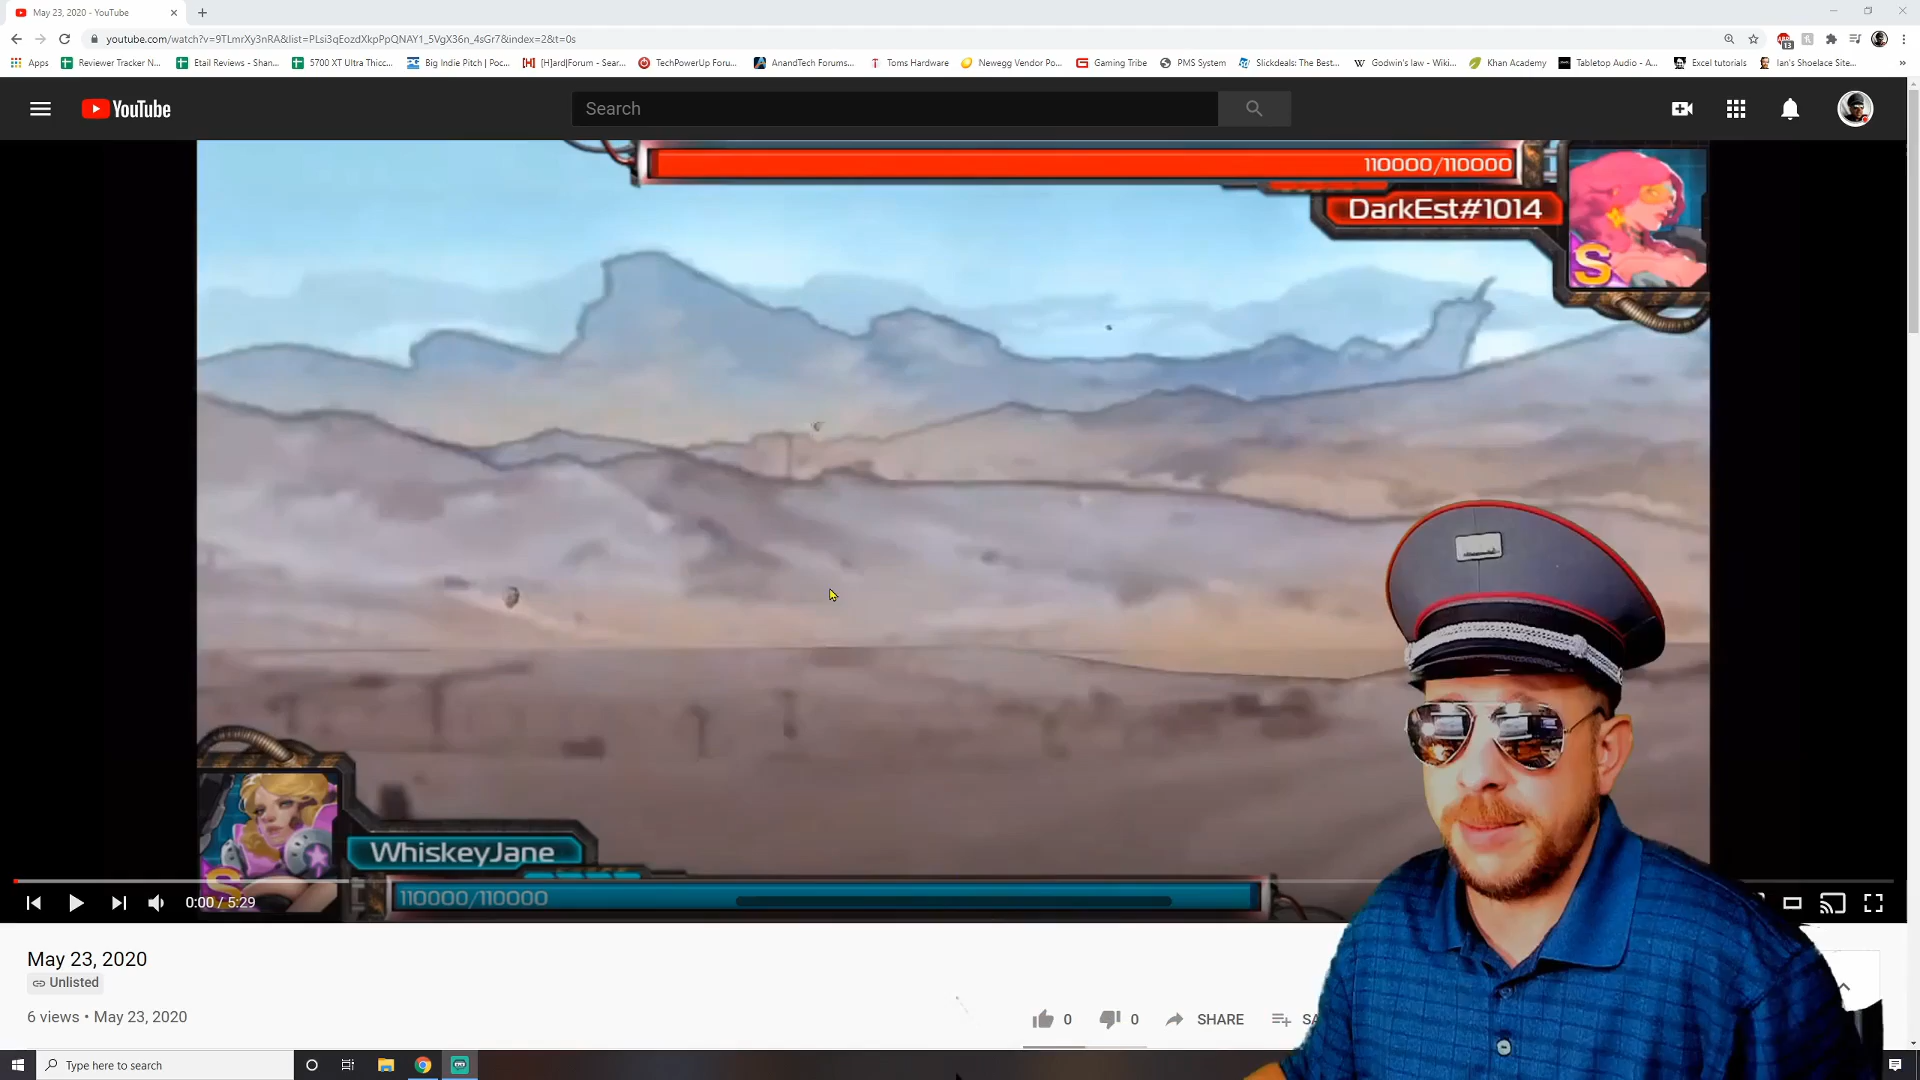 May 23, 2020 - YouTube
youtube.com/watch?v=9TLmrXy3nRA&list=PLsi3qEozdXkpPpQNAY1_5VgX36n_4sGr7&index=2&t=0s
Apps Reviewer Tracker N... Etail Reviews - Shan... 5700 XT Ultra Thicc... Big Indie Pitch | Poc... [H]ard|Forum - Sear... TechPowerUp Foru... AnandTech Forums... Toms Hardware Newegg Vendor Po... Gaming Tribe PMS System Slickdeals: The Best... Godwin's law - Wiki... Khan Academy Tabletop Audio - A... Excel tutorials Ian's Shoelace Site...
YouTube
Search
110000/110000
DarkEst#1014
S
WhiskeyJane
S
110000/110000
0:00 / 5:29
May 23, 2020
Unlisted
6 views • May 23, 2020
0 0 SHARE
Type here to search